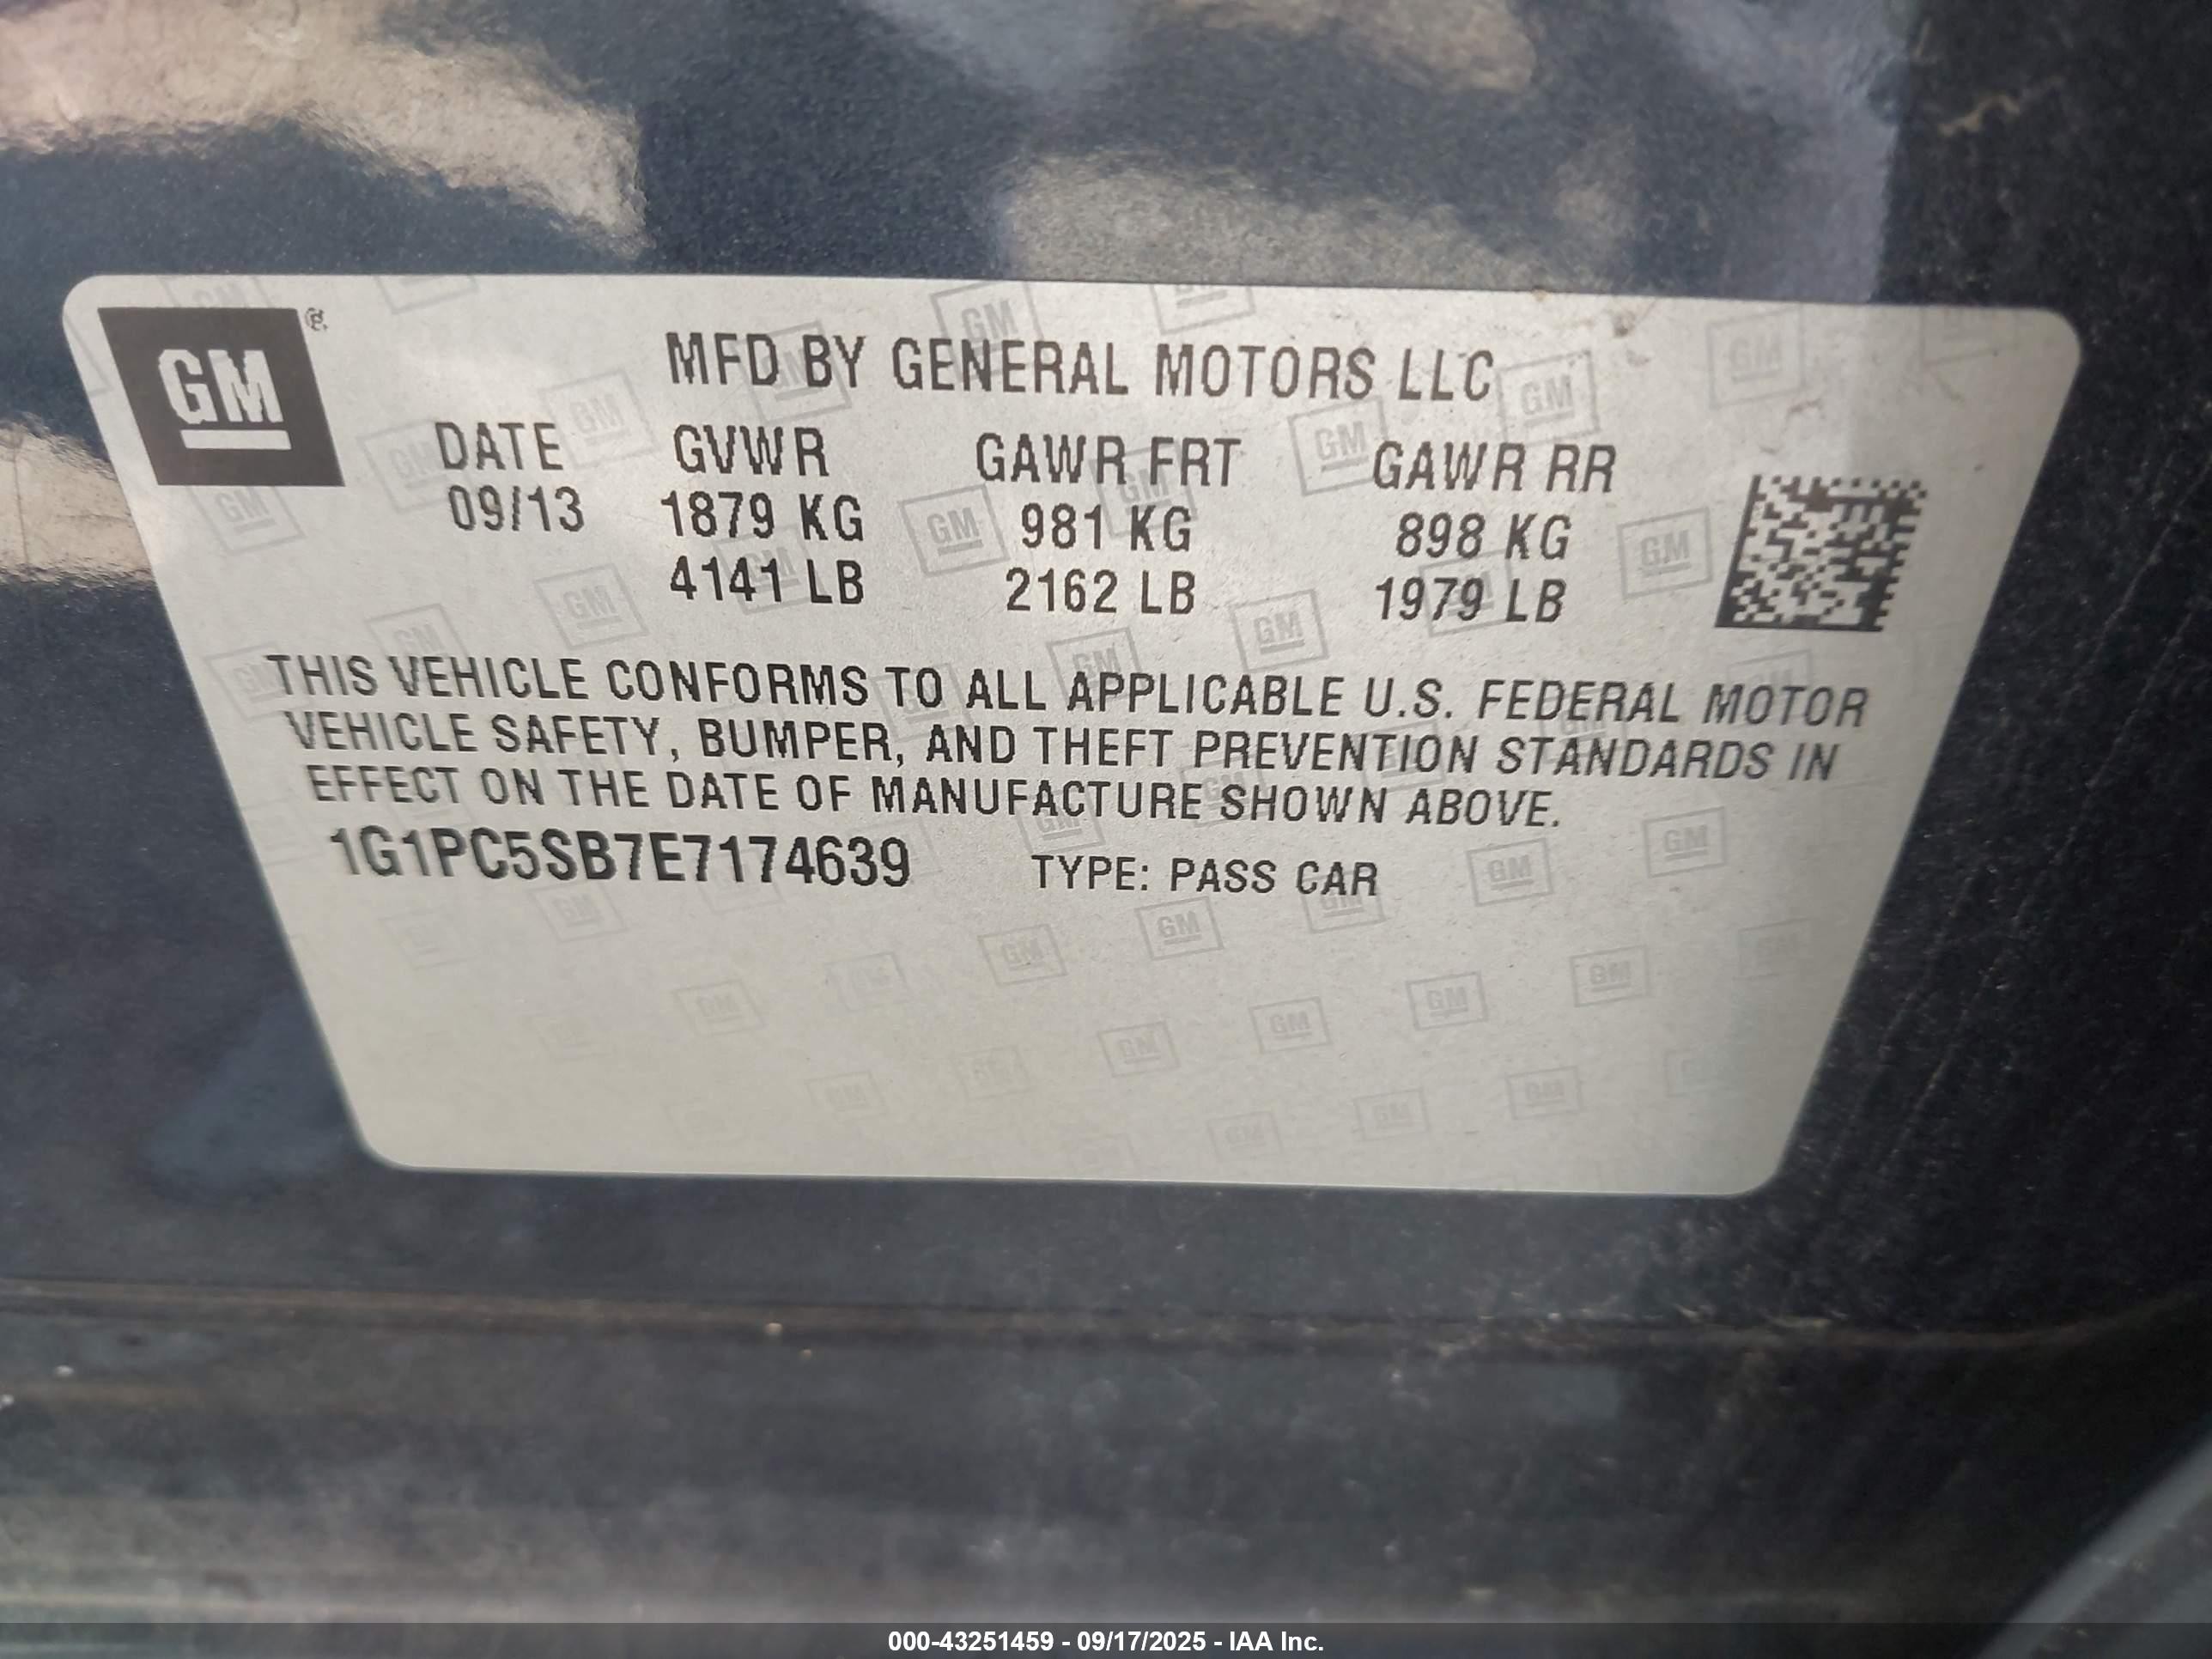 GM ®
MFD BY GENERAL MOTORS LLC
DATE GVWR GAWR FRT GAWR RR
09/13 1879 KG 981 KG 898 KG
4141 LB 2162 LB 1979 LB
THIS VEHICLE CONFORMS TO ALL APPLICABLE U.S. FEDERAL MOTOR
VEHICLE SAFETY, BUMPER, AND THEFT PREVENTION STANDARDS IN
EFFECT ON THE DATE OF MANUFACTURE SHOWN ABOVE.
1G1PC5SB7E7174639 TYPE: PASS CAR
000-43251459 - 09/17/2025 - IAA Inc.